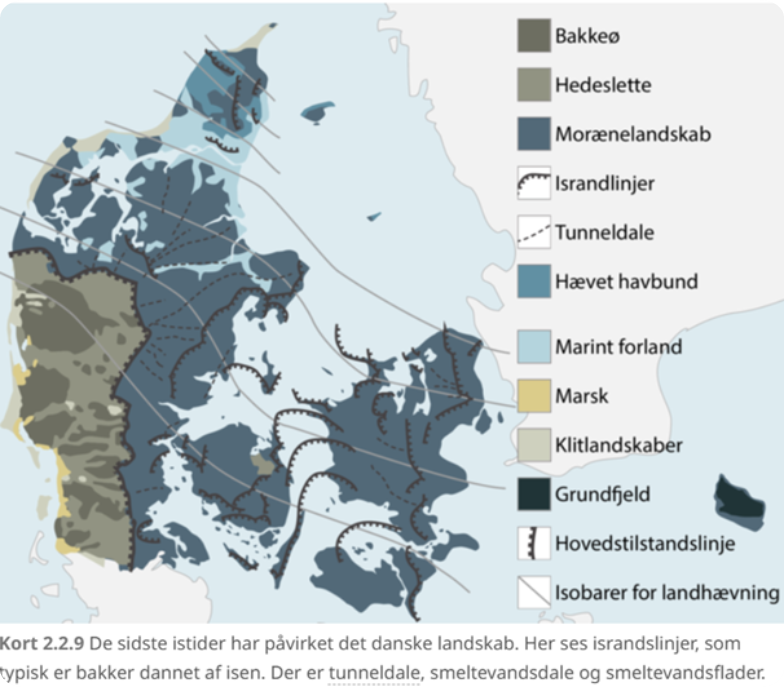 Bakkeø
Hedeslette
Morænelandskab
Israndlinjer
Tunneldale
Hævet havbund
Marint forland
Marsk
Klitlandskaber
Grundfjeld
Hovedstilstandslinje
Isobarer for landhævning
Kort 2.2.9 De sidste istider har påvirket det danske landskab. Her ses israndslinjer, som
typisk er bakker dannet af isen. Der er tunneldale, smeltevandsdale og smeltevandsflader.